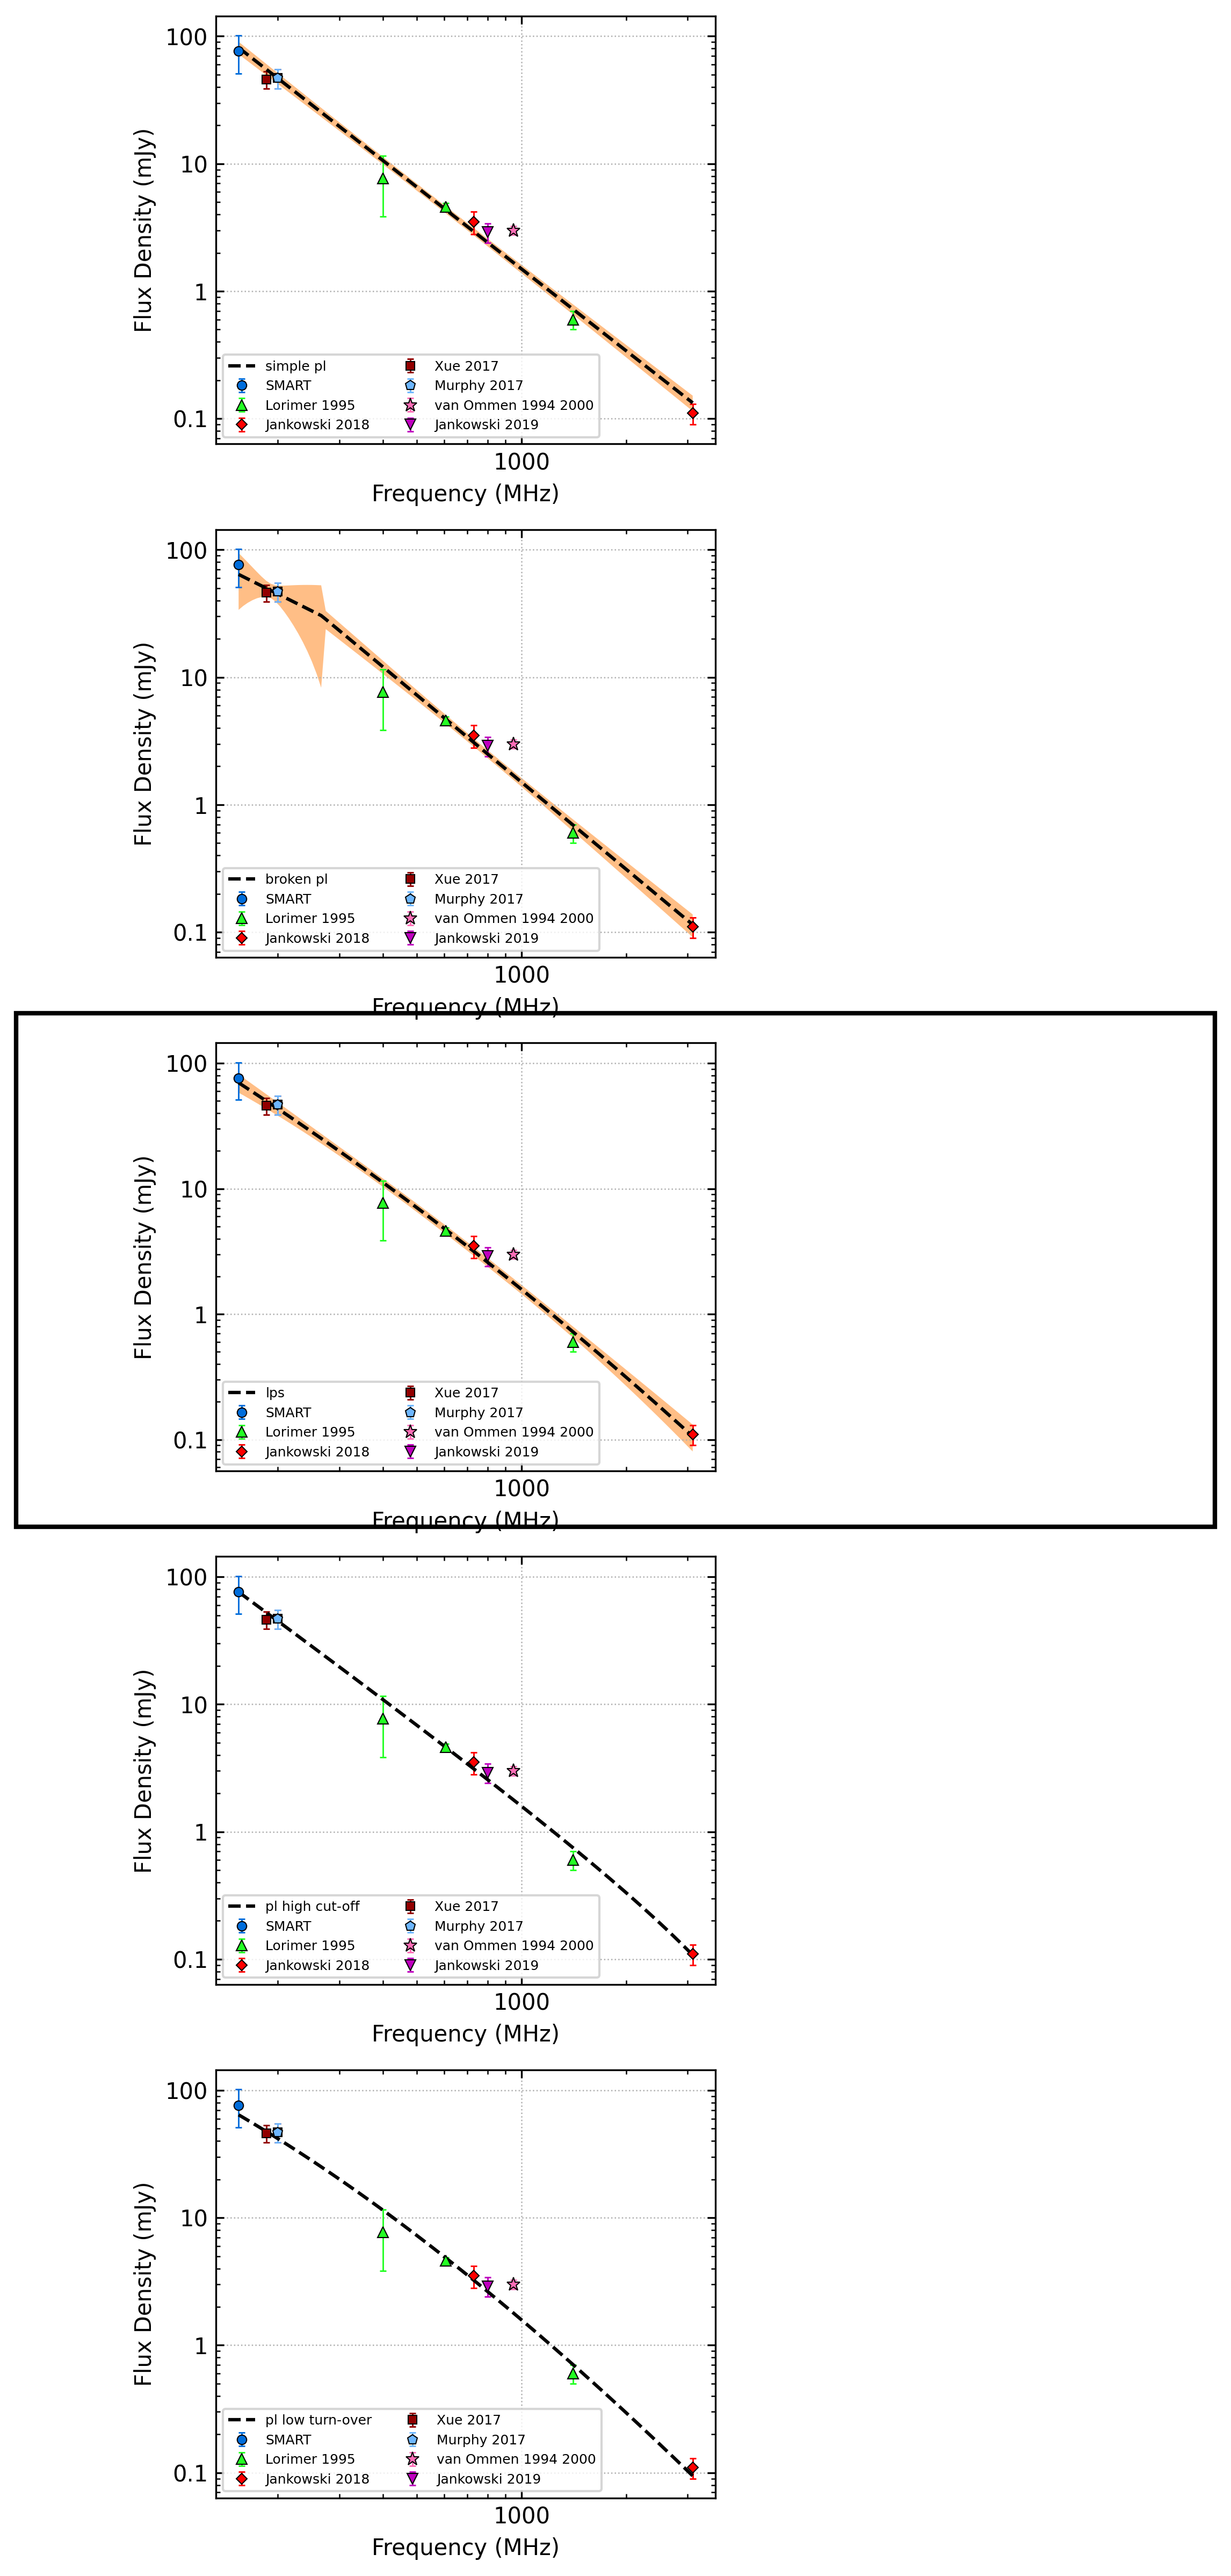 100
10
1
0.1
Flux Density (mJy)
simple pl
SMART
Lorimer 1995
Jankowski 2018
Xue 2017
Murphy 2017
van Ommen 1994 2000
Jankowski 2019
1000
Frequency (MHz)
100
10
1
0.1
Flux Density (mJy)
broken pl
SMART
Lorimer 1995
Jankowski 2018
Xue 2017
Murphy 2017
van Ommen 1994 2000
Jankowski 2019
1000
Frequency (MHz)
100
10
1
0.1
Flux Density (mJy)
lps
SMART
Lorimer 1995
Jankowski 2018
Xue 2017
Murphy 2017
van Ommen 1994 2000
Jankowski 2019
1000
Frequency (MHz)
100
10
1
0.1
Flux Density (mJy)
pl high cut-off
SMART
Lorimer 1995
Jankowski 2018
Xue 2017
Murphy 2017
van Ommen 1994 2000
Jankowski 2019
1000
Frequency (MHz)
100
10
1
0.1
Flux Density (mJy)
pl low turn-over
SMART
Lorimer 1995
Jankowski 2018
Xue 2017
Murphy 2017
van Ommen 1994 2000
Jankowski 2019
1000
Frequency (MHz)